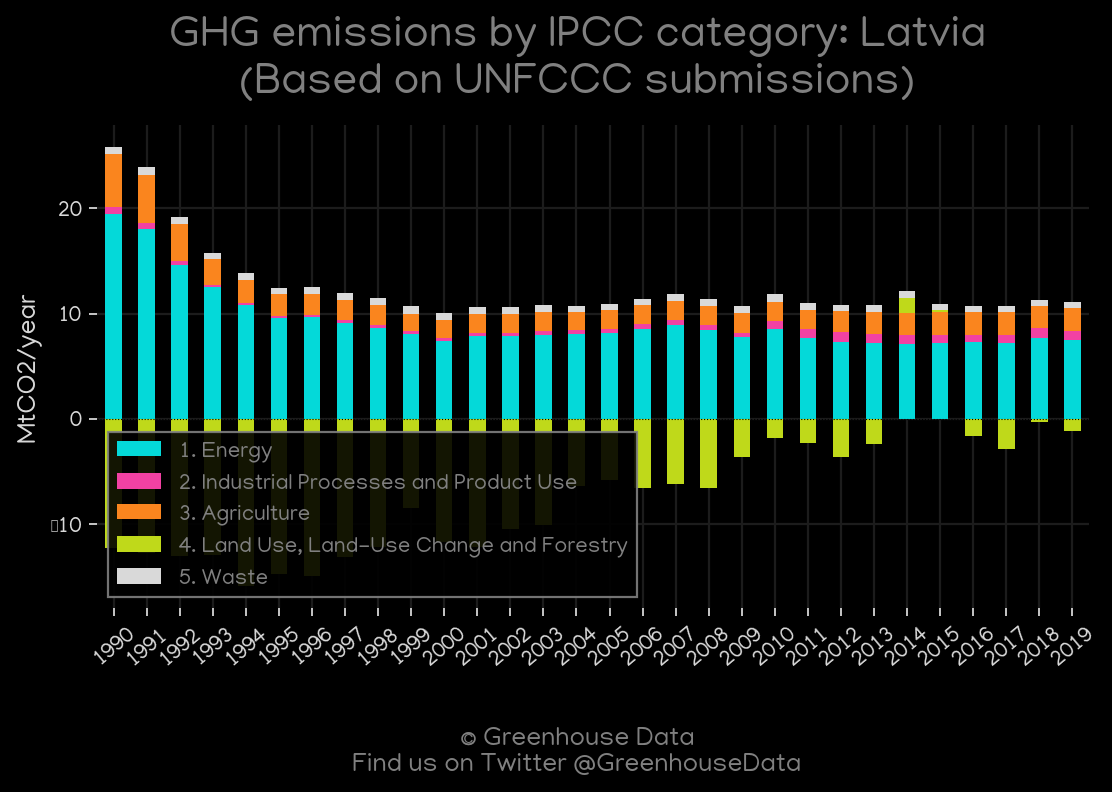 GHG emissions by IPCC category: Latvia
(Based on UNFCCC submissions)
MtCO2/year
20
10
0
▯10
1. Energy
2. Industrial Processes and Product Use
3. Agriculture
4. Land Use, Land-Use Change and Forestry
5. Waste
1990 1991 1992 1993 1994 1995 1996 1997 1998 1999 2000 2001 2002 2003 2004 2005 2006 2007 2008 2009 2010 2011 2012 2013 2014 2015 2016 2017 2018 2019
© Greenhouse Data
Find us on Twitter @GreenhouseData